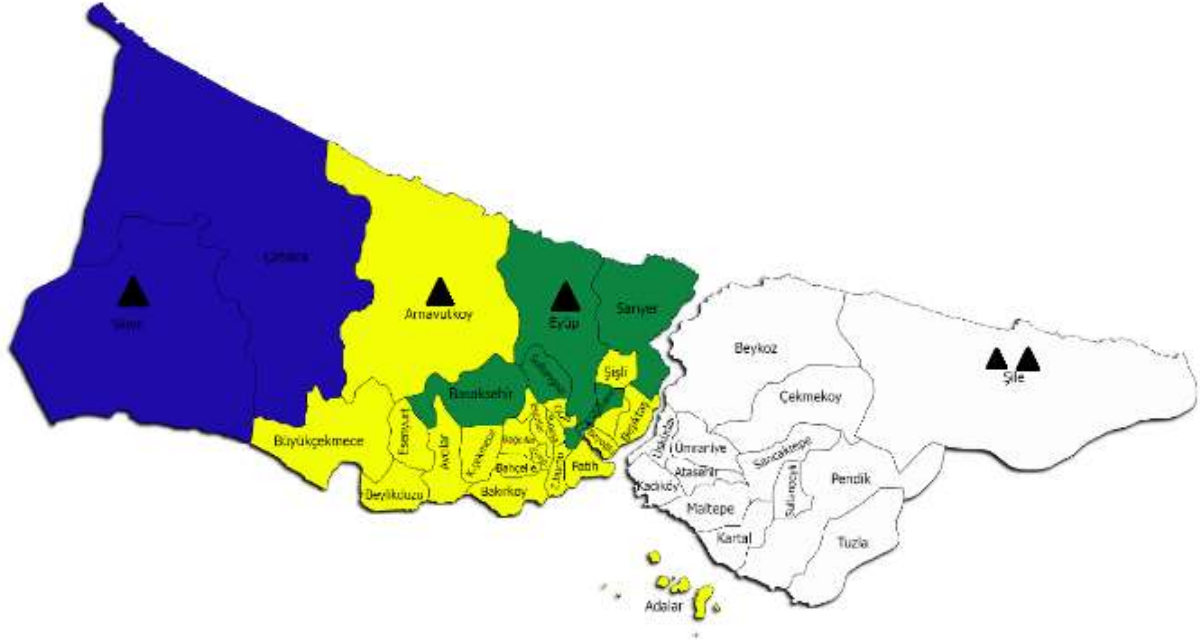 Çatalca
Silivri
Arnavutkoy
Eyüp
Sarıyer
Beykoz
Şile
Şişli
Başakşehir
Çekmekoy
Büyükçekmece
Esenyurt
Avcılar
Beşiktaş
Üsküdar
Ümraniye
Sancaktepe
Ataşehir
Kadıköy
Sultanbeyli
Pendik
Fatih
Bakırköy
Beylikdüzü
Maltepe
Kartal
Tuzla
Adalar